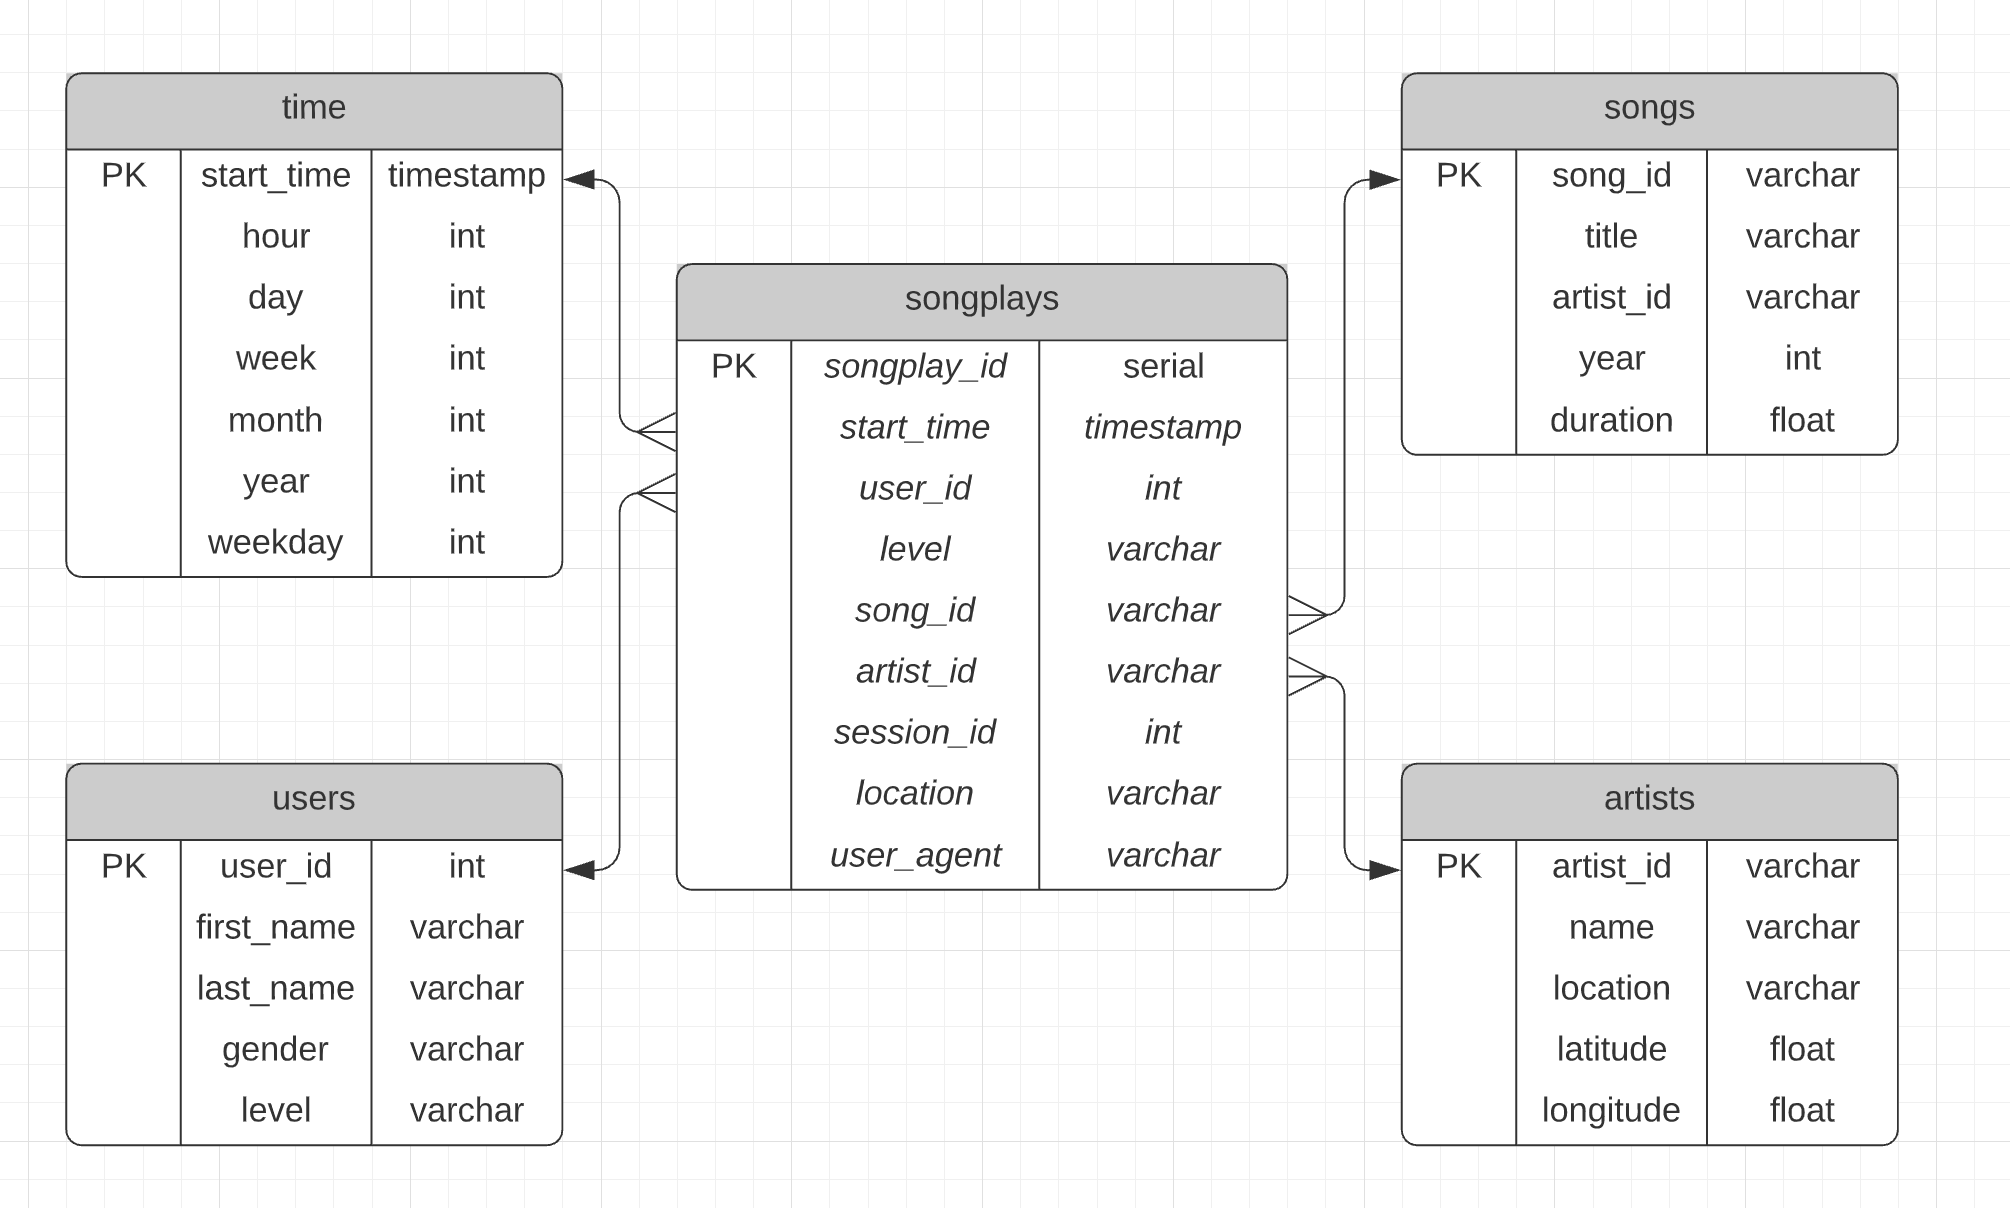 time
PK start_time timestamp
hour int
day int
week int
month int
year int
weekday int
songs
PK song_id varchar
title varchar
artist_id varchar
year int
duration float
songplays
PK songplay_id serial
start_time timestamp
user_id int
level varchar
song_id varchar
artist_id varchar
session_id int
location varchar
user_agent varchar
users
PK user_id int
first_name varchar
last_name varchar
gender varchar
level varchar
artists
PK artist_id varchar
name varchar
location varchar
latitude float
longitude float